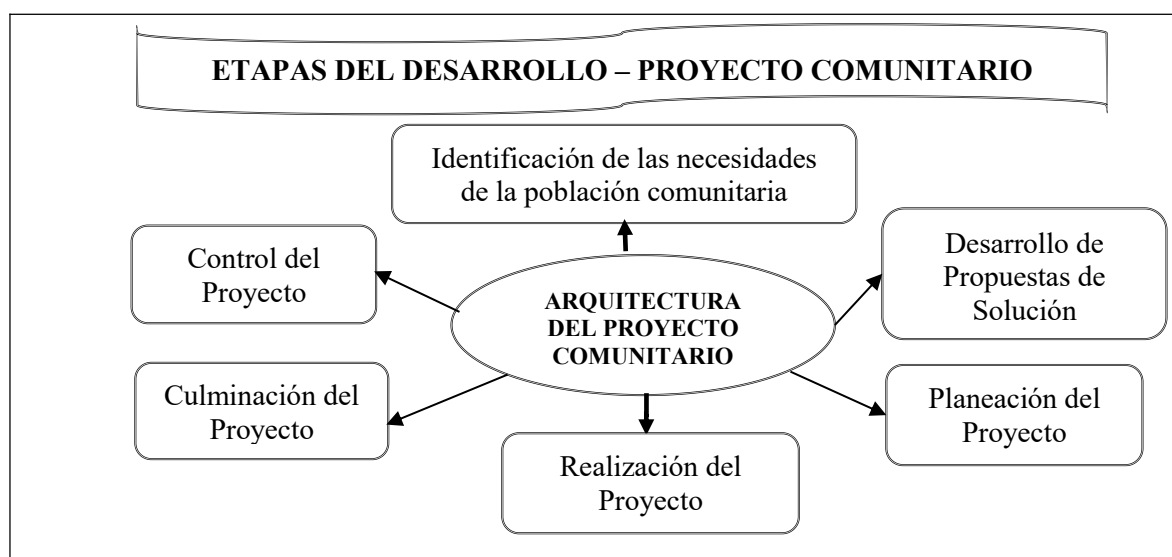 ETAPAS DEL DESARROLLO – PROYECTO COMUNITARIO
Identificación de las necesidades
de la población comunitaria
Control del
Proyecto
Desarrollo de
Propuestas de
Solución
ARQUITECTURA
DEL PROYECTO
COMUNITARIO
Culminación del
Proyecto
Planeación del
Proyecto
Realización del
Proyecto